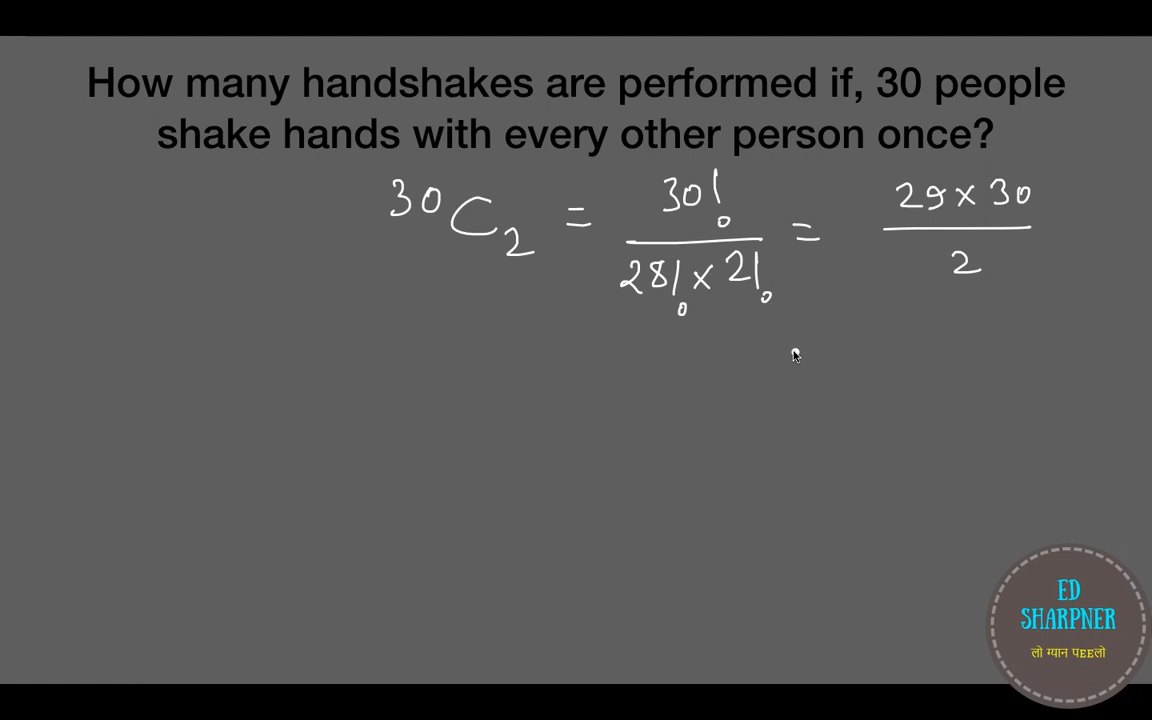 How many handshakes are performed if, 30 people
shake hands with every other person once?
³⁰C₂ = 30! / (28! × 2!) = (29 × 30) / 2
ED
SHARPNER
लो ग्यान पEEलो